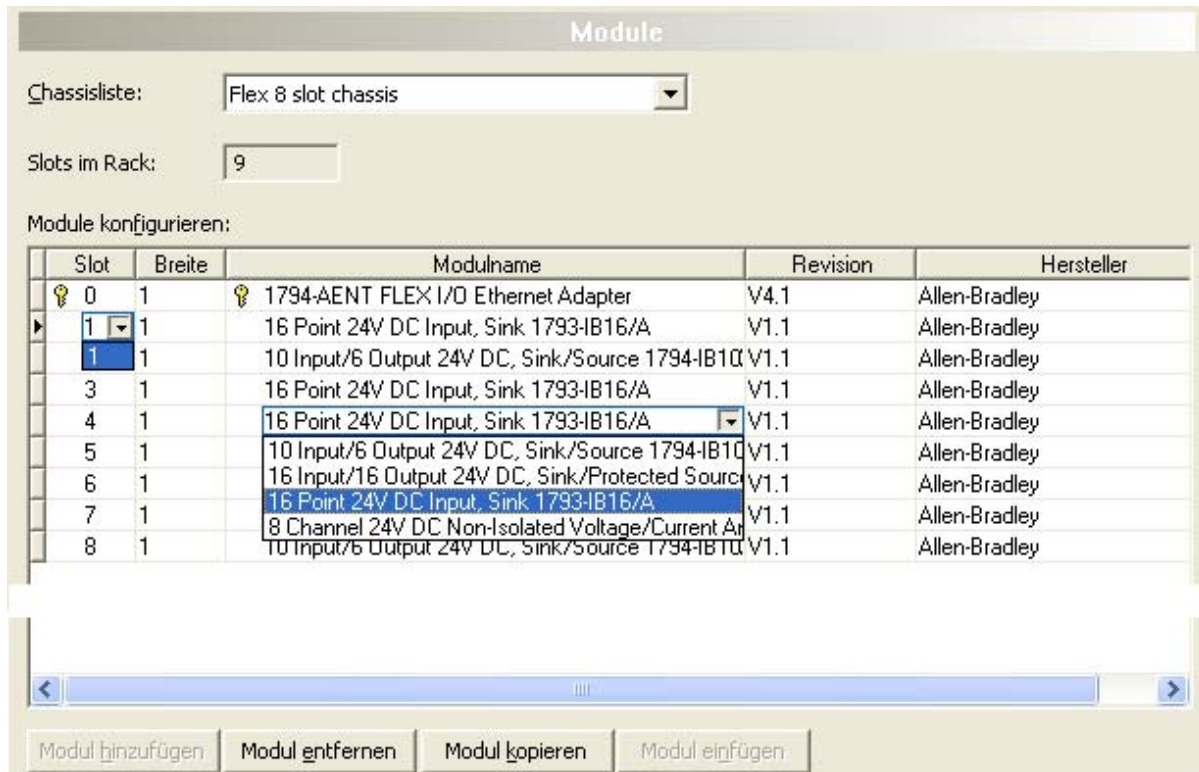 Module
Chassisliste: Flex 8 slot chassis
Slots im Rack: 9
Module konfigurieren:
Slot Breite Modulname Revision Hersteller
0 1 1794-AENT FLEX I/O Ethernet Adapter V4.1 Allen-Bradley
1 1 16 Point 24V DC Input, Sink 1793-IB16/A V1.1 Allen-Bradley
1 1 10 Input/6 Output 24V DC, Sink/Source 1794-IB10 V1.1 Allen-Bradley
3 1 16 Point 24V DC Input, Sink 1793-IB16/A V1.1 Allen-Bradley
4 1 16 Point 24V DC Input, Sink 1793-IB16/A V1.1 Allen-Bradley
5 1 10 Input/6 Output 24V DC, Sink/Source 1794-IB10 V1.1 Allen-Bradley
6 1 16 Input/16 Output 24V DC, Sink/Protected Sourc V1.1 Allen-Bradley
16 Point 24V DC Input, Sink 1793-IB16/A
7 1 8 Channel 24V DC Non-Isolated Voltage/Current V1.1 Allen-Bradley
8 1 10 Input/6 Output 24V DC, Sink/Source 1794-IB10 V1.1 Allen-Bradley
Modul hinzufügen Modul entfernen Modul kopieren Modul einfügen